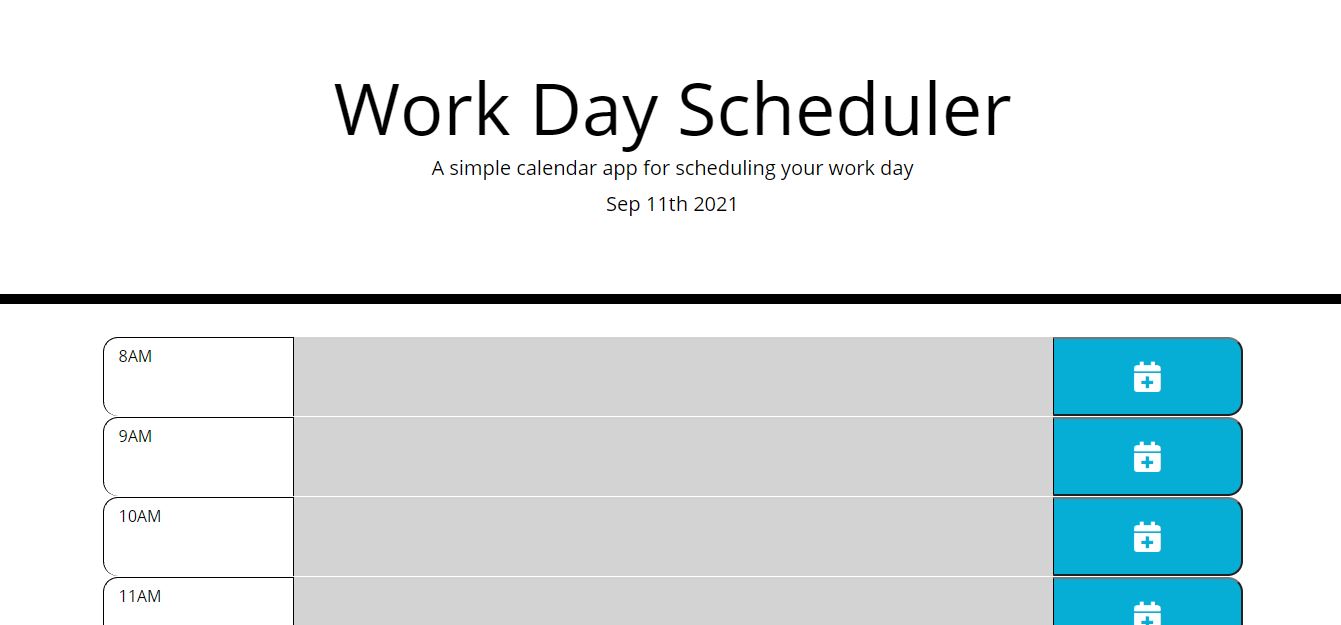 Work Day Scheduler
A simple calendar app for scheduling your work day
Sep 11th 2021
8AM
9AM
10AM
11AM